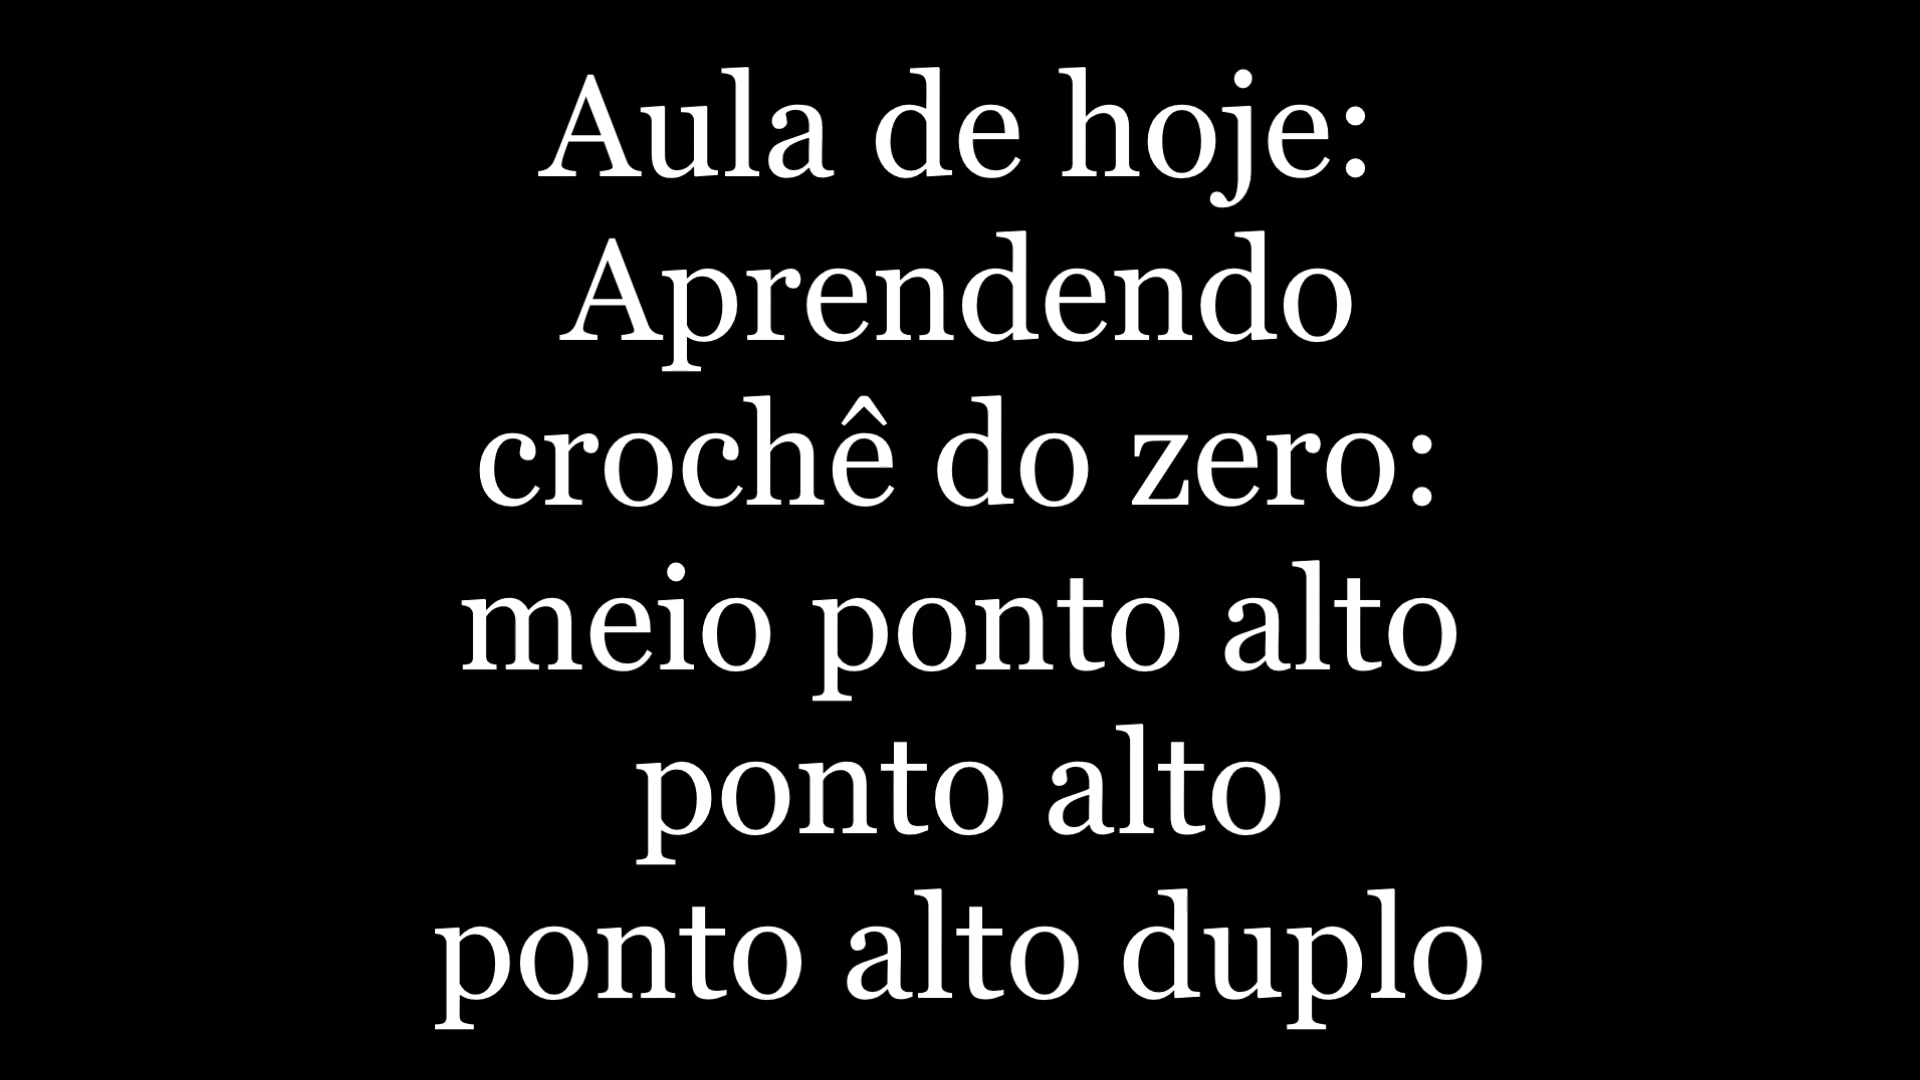 Aula de hoje:
Aprendendo
crochê do zero:
meio ponto alto
ponto alto
ponto alto duplo